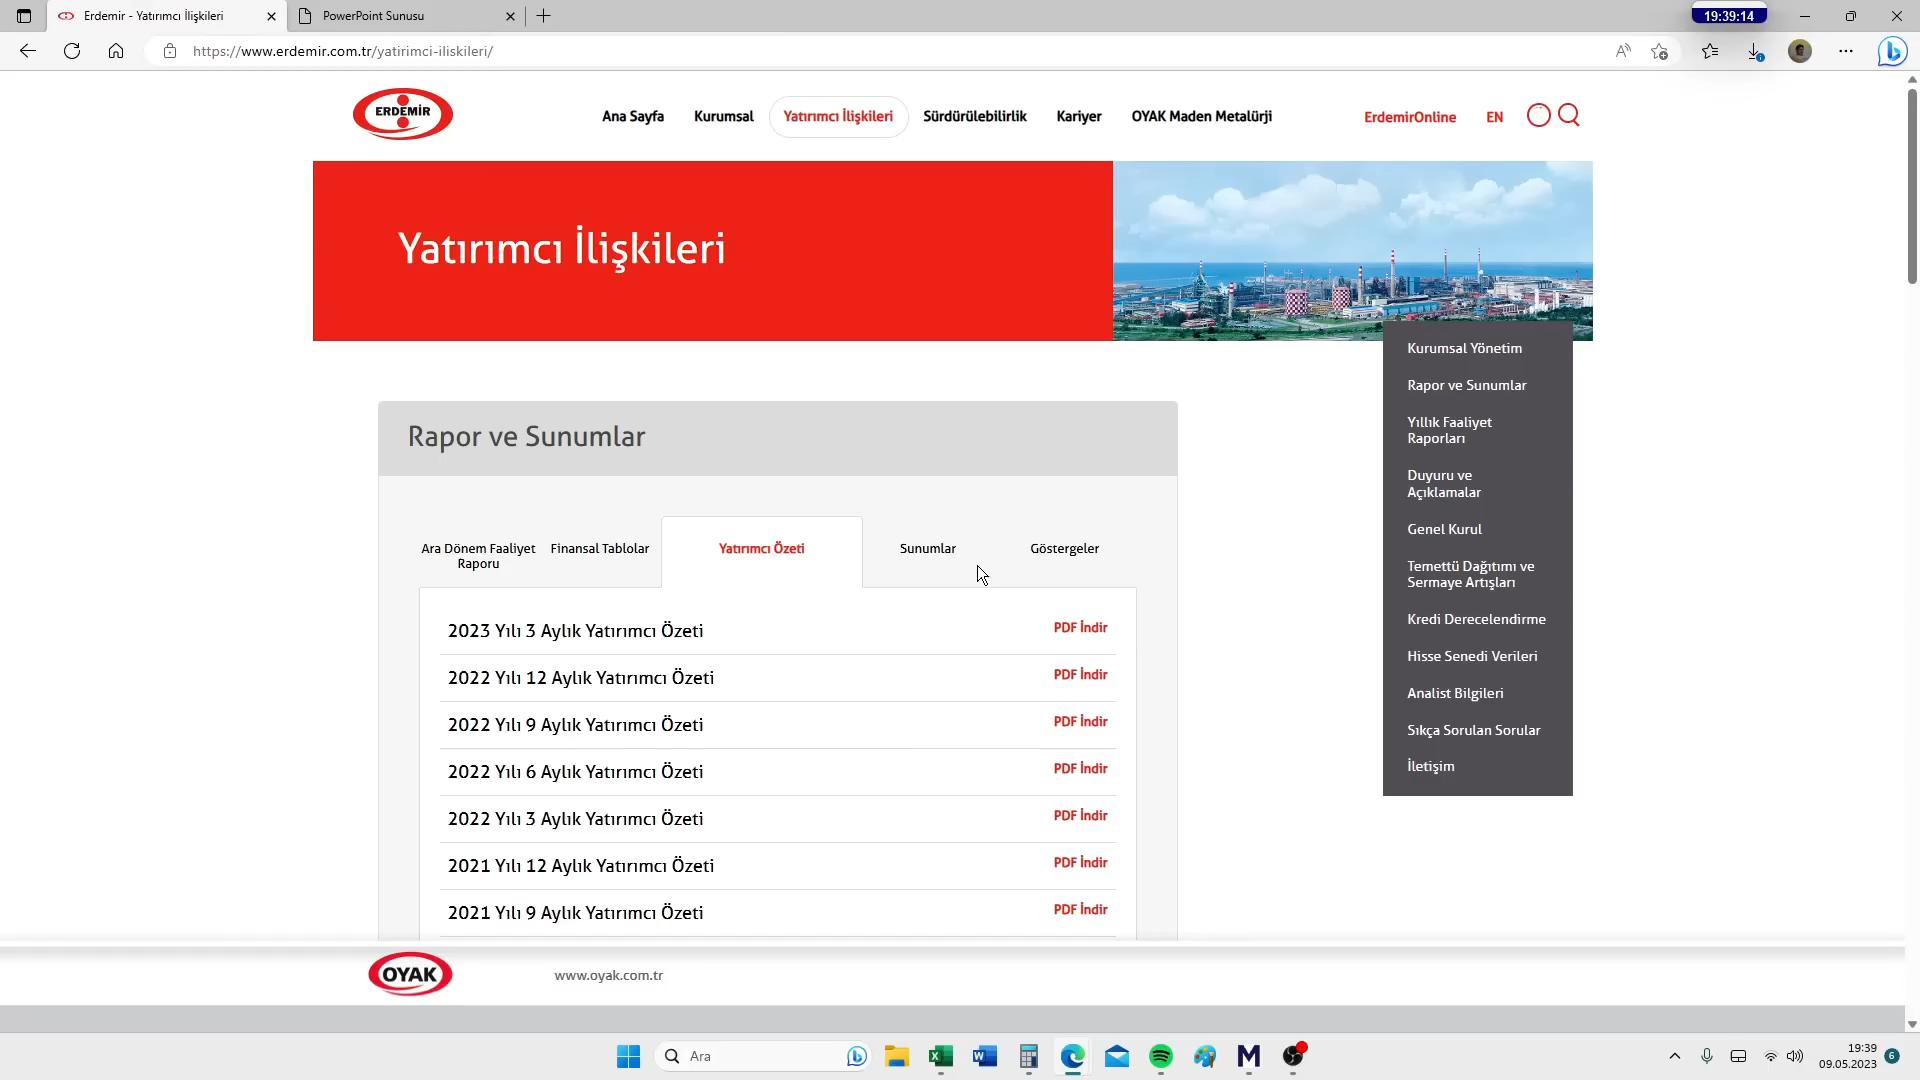 Erdemir - Yatırımcı İlişkileri
PowerPoint Sunusu
19:39:14
https://www.erdemir.com.tr/yatirimci-iliskileri/
ERDEMİR
Ana Sayfa
Kurumsal
Yatırımcı İlişkileri
Sürdürülebilirlik
Kariyer
OYAK Maden Metalürji
ErdemirOnline
EN
Yatırımcı İlişkileri
Kurumsal Yönetim
Rapor ve Sunumlar
Yıllık Faaliyet
Raporları
Duyuru ve
Açıklamalar
Genel Kurul
Temettü Dağıtımı ve
Sermaye Artışları
Kredi Derecelendirme
Hisse Senedi Verileri
Analist Bilgileri
Sıkça Sorulan Sorular
İletişim
Rapor ve Sunumlar
Ara Dönem Faaliyet
Raporu
Finansal Tablolar
Yatırımcı Özeti
Sunumlar
Göstergeler
2023 Yılı 3 Aylık Yatırımcı Özeti PDF İndir
2022 Yılı 12 Aylık Yatırımcı Özeti PDF İndir
2022 Yılı 9 Aylık Yatırımcı Özeti PDF İndir
2022 Yılı 6 Aylık Yatırımcı Özeti PDF İndir
2022 Yılı 3 Aylık Yatırımcı Özeti PDF İndir
2021 Yılı 12 Aylık Yatırımcı Özeti PDF İndir
2021 Yılı 9 Aylık Yatırımcı Özeti PDF İndir
OYAK
www.oyak.com.tr
Ara
19:39
09.05.2023
6